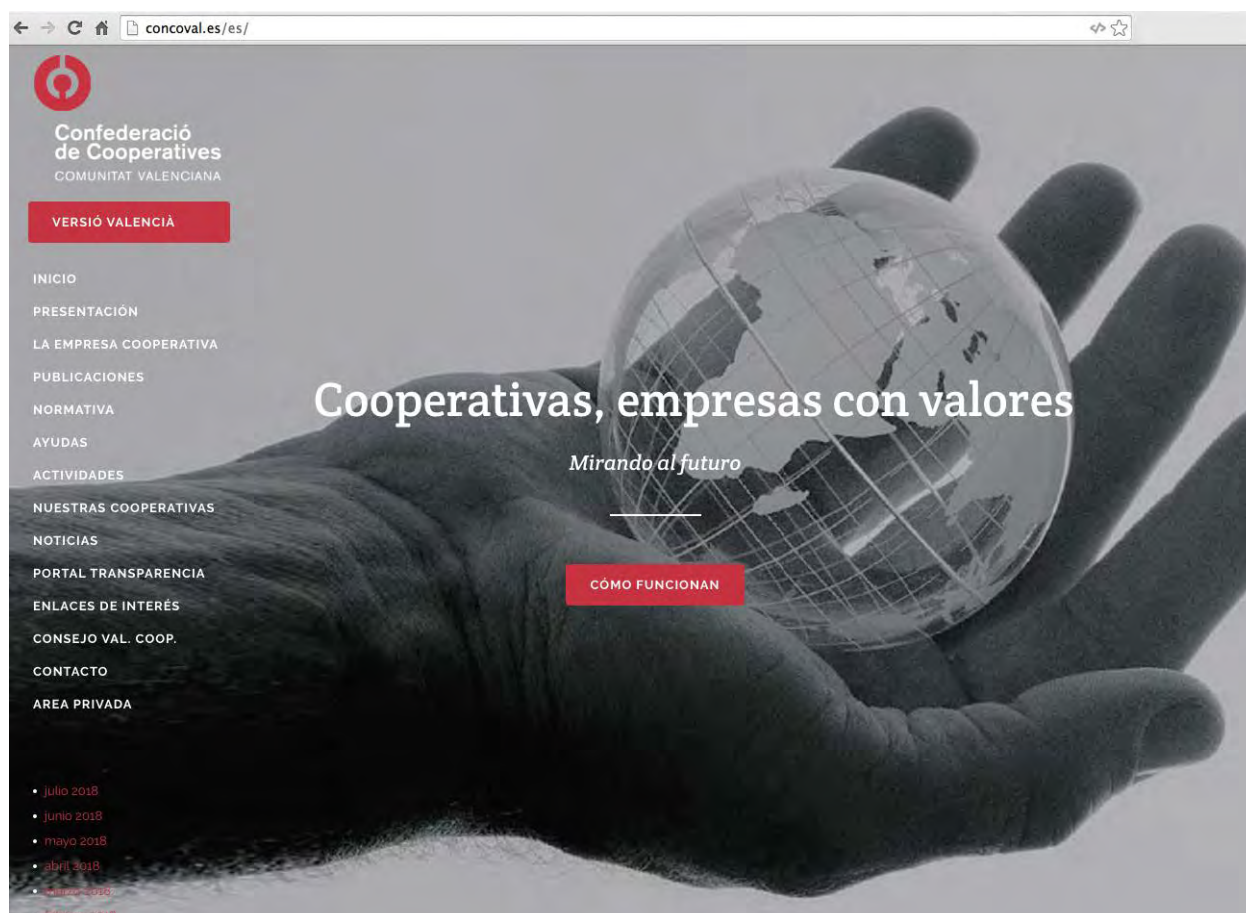 concoval.es/es/
Confederació
de Cooperatives
COMUNITAT VALENCIANA
VERSIÓ VALENCIÀ
INICIO
PRESENTACIÓN
LA EMPRESA COOPERATIVA
PUBLICACIONES
NORMATIVA
AYUDAS
ACTIVIDADES
NUESTRAS COOPERATIVAS
NOTICIAS
PORTAL TRANSPARENCIA
ENLACES DE INTERÉS
CONSEJO VAL. COOP.
CONTACTO
AREA PRIVADA
Cooperativas, empresas con valores
Mirando al futuro
CÓMO FUNCIONAN
julio 2018
junio 2018
mayo 2018
abril 2018
marzo 2018